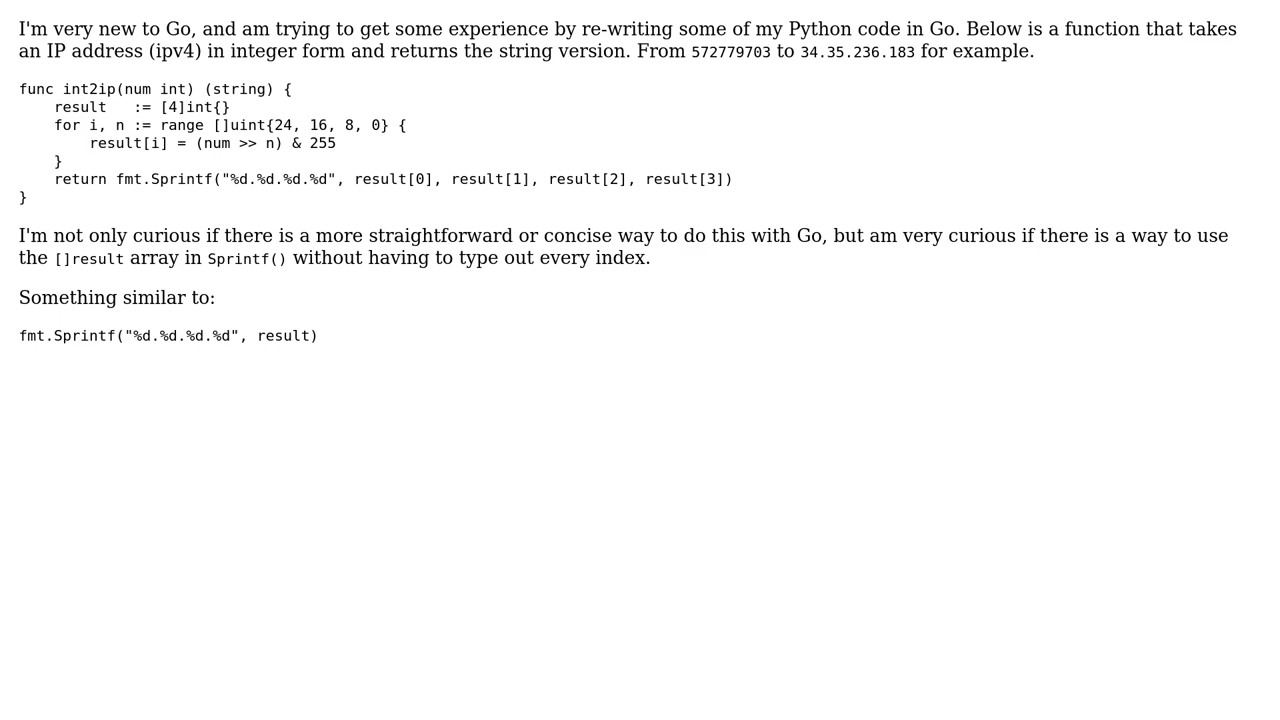 I'm very new to Go, and am trying to get some experience by re-writing some of my Python code in Go. Below is a function that takes
an IP address (ipv4) in integer form and returns the string version. From 572779703 to 34.35.236.183 for example.
func int2ip(num int) (string) {
    result   := [4]int{}
    for i, n := range []uint{24, 16, 8, 0} {
        result[i] = (num >> n) & 255
    }
    return fmt.Sprintf("%d.%d.%d.%d", result[0], result[1], result[2], result[3])
}
I'm not only curious if there is a more straightforward or concise way to do this with Go, but am very curious if there is a way to use
the []result array in Sprintf() without having to type out every index.
Something similar to:
fmt.Sprintf("%d.%d.%d.%d", result)